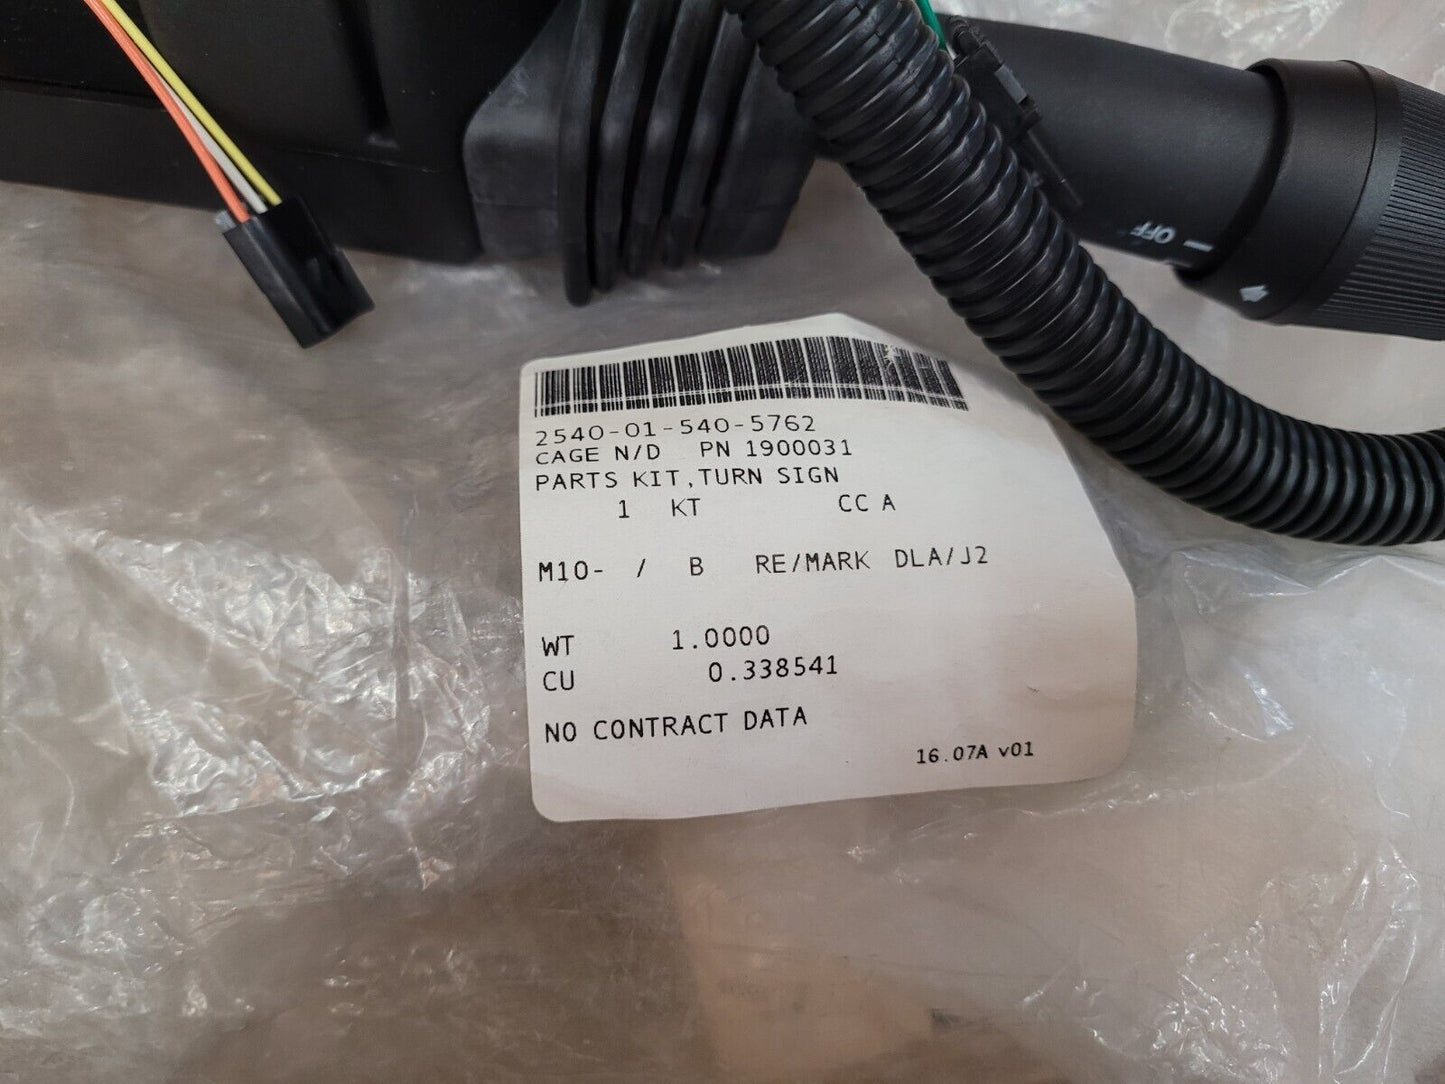 OFF
2540-01-540-5762
CAGE N/D PN 1900031
PARTS KIT,TURN SIGN
1 KT CC A
M10- / B RE/MARK DLA/J2
WT 1.0000
CU 0.338541
NO CONTRACT DATA
16.07A v01